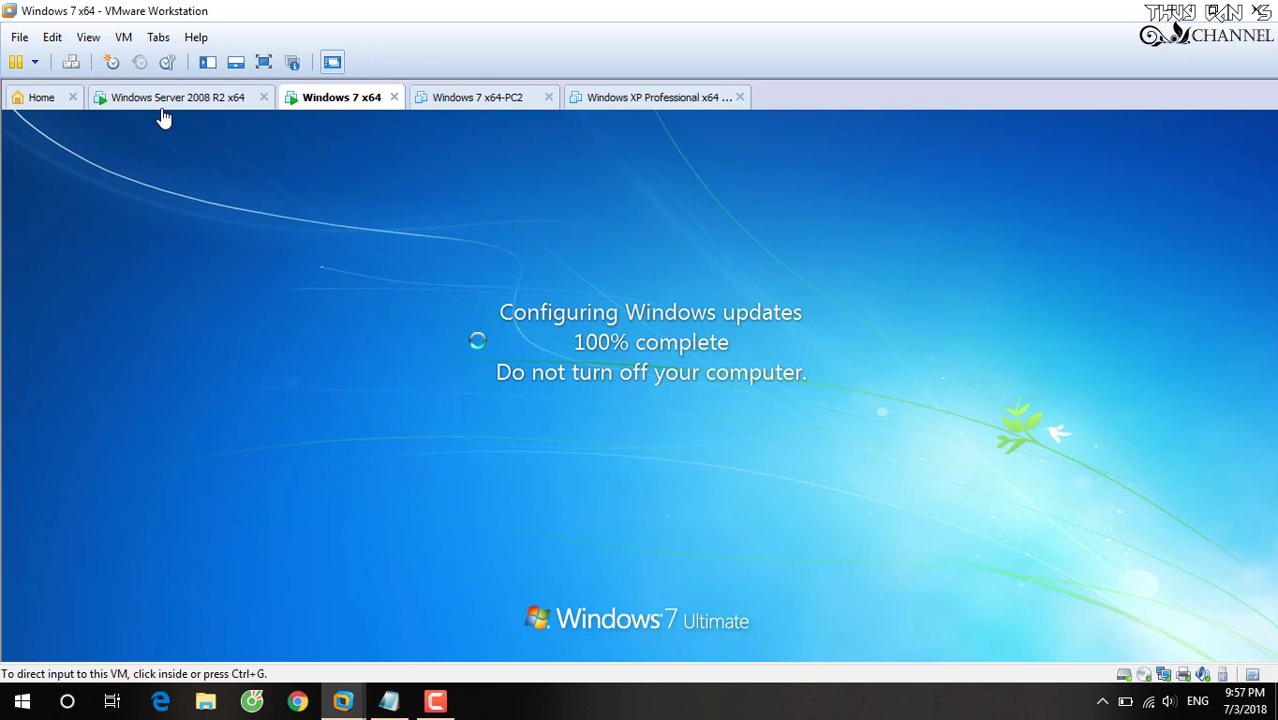 Windows 7 x64 - VMware Workstation
CHANNEL
File Edit View VM Tabs Help
Home Windows Server 2008 R2 x64 Windows 7 x64 Windows 7 x64-PC2 Windows XP Professional x64 ...
Configuring Windows updates
100% complete
Do not turn off your computer.
Windows 7 Ultimate
To direct input to this VM, click inside or press Ctrl+G.
ENG
9:57 PM
7/3/2018